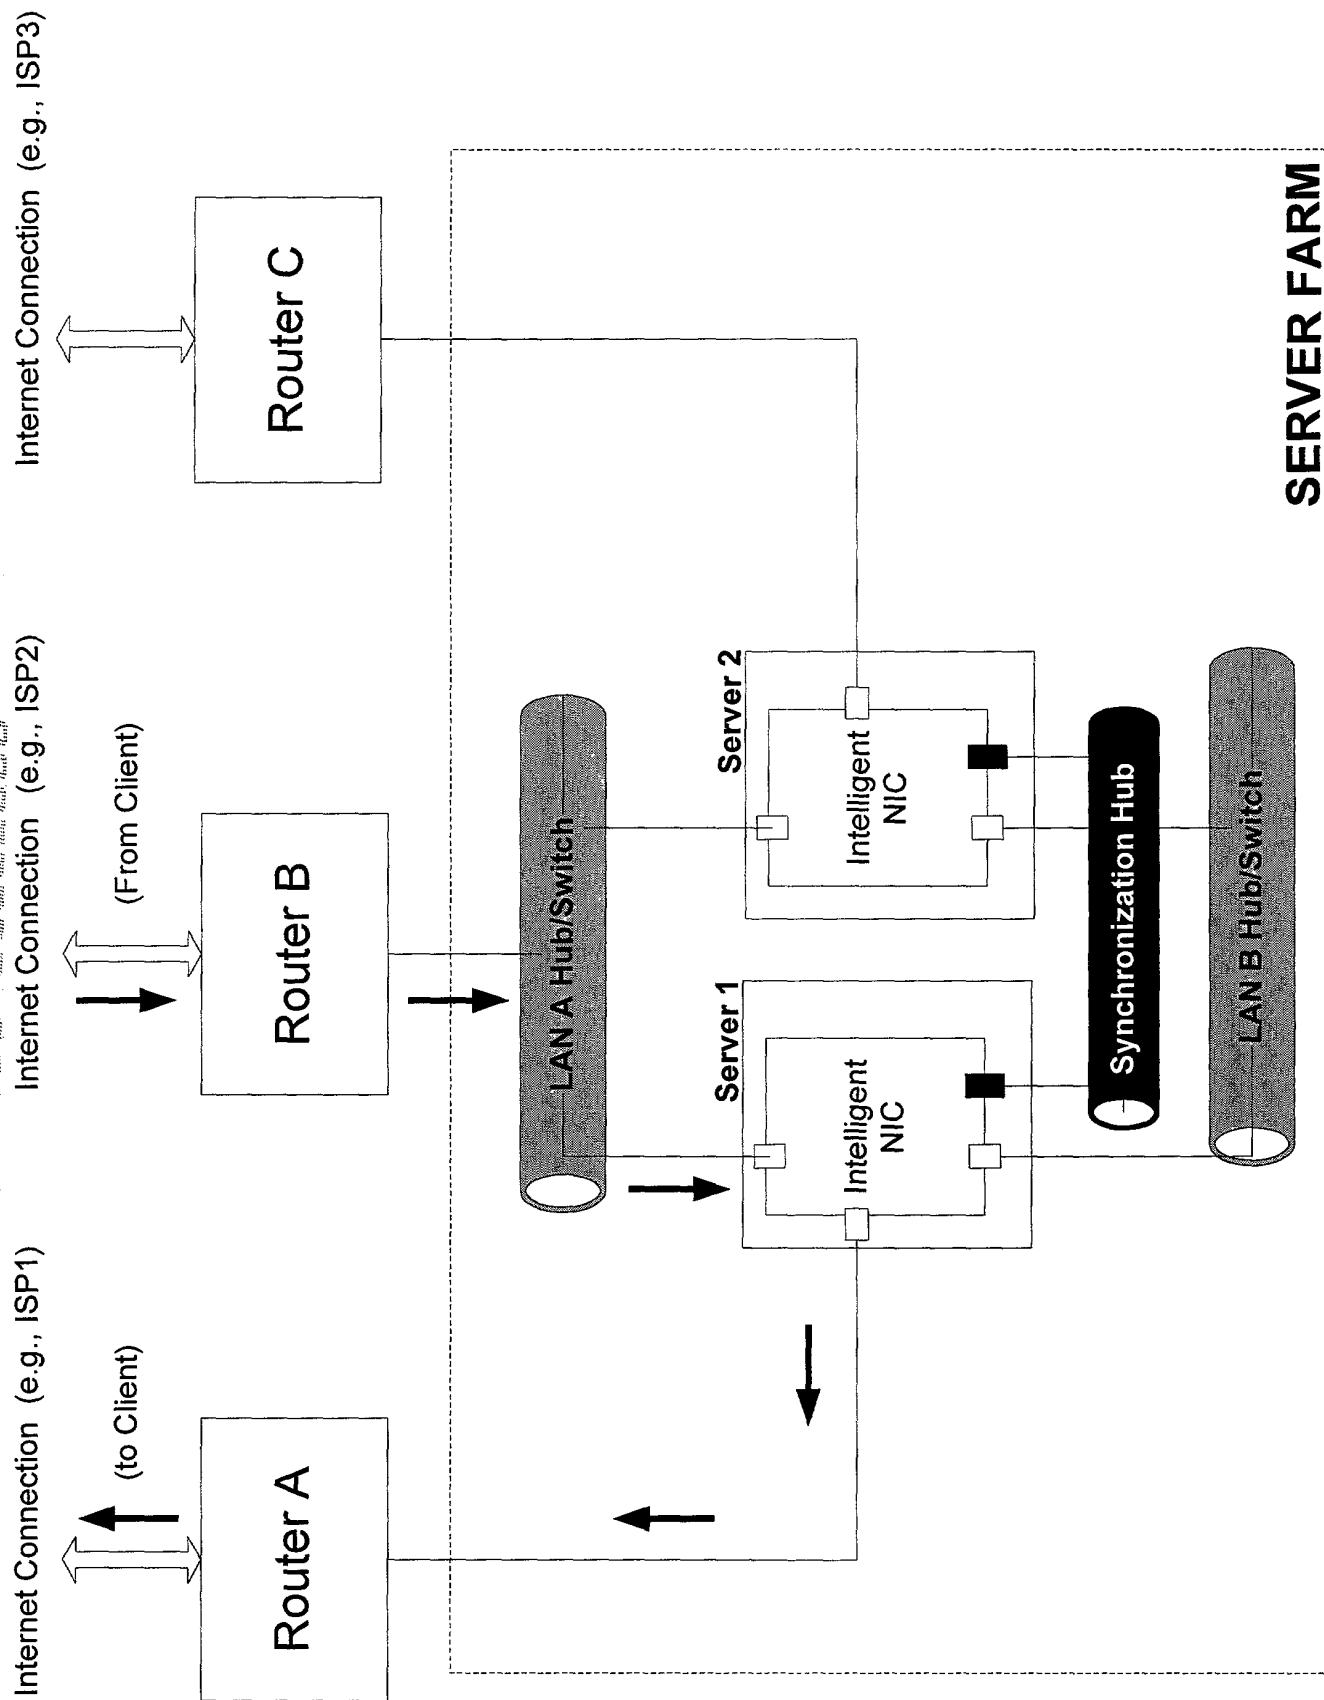 Internet Connection (e.g., ISP1)
(to Client)
Router A
Internet Connection (e.g., ISP2)
(From Client)
Router B
Internet Connection (e.g., ISP3)
Router C
LAN A Hub/Switch
Server 1
Intelligent
NIC
Server 2
Intelligent
NIC
Synchronization Hub
LAN B Hub/Switch
SERVER FARM